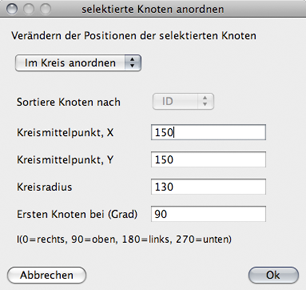 selektierte Knoten anordnen
Verändern der Positionen der selektierten Knoten
Im Kreis anordnen
Sortiere Knoten nach ID
Kreismittelpunkt, X 150
Kreismittelpunkt, Y 150
Kreisradius 130
Ersten Knoten bei (Grad) 90
I(0=rechts, 90=oben, 180=links, 270=unten)
Abbrechen Ok